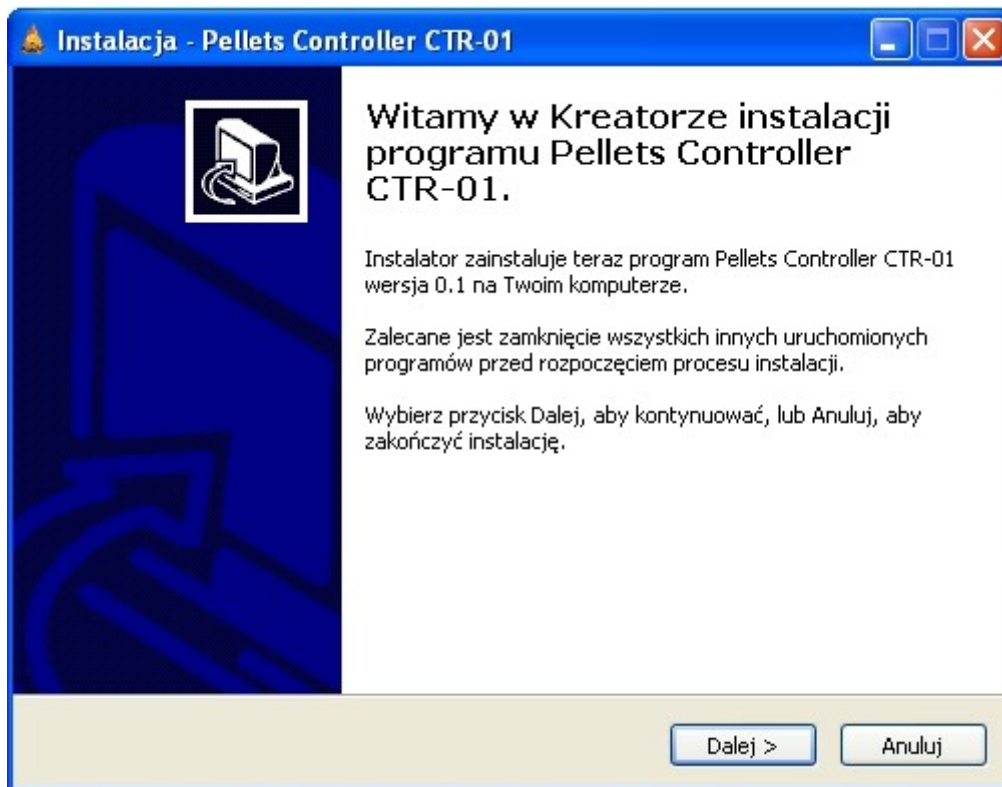 Instalacja - Pellets Controller CTR-01
Witamy w Kreatorze instalacji
programu Pellets Controller
CTR-01.
Instalator zainstaluje teraz program Pellets Controller CTR-01
wersja 0.1 na Twoim komputerze.
Zalecane jest zamknięcie wszystkich innych uruchomionych
programów przed rozpoczęciem procesu instalacji.
Wybierz przycisk Dalej, aby kontynuować, lub Anuluj, aby
zakończyć instalację.
Dalej >
Anuluj